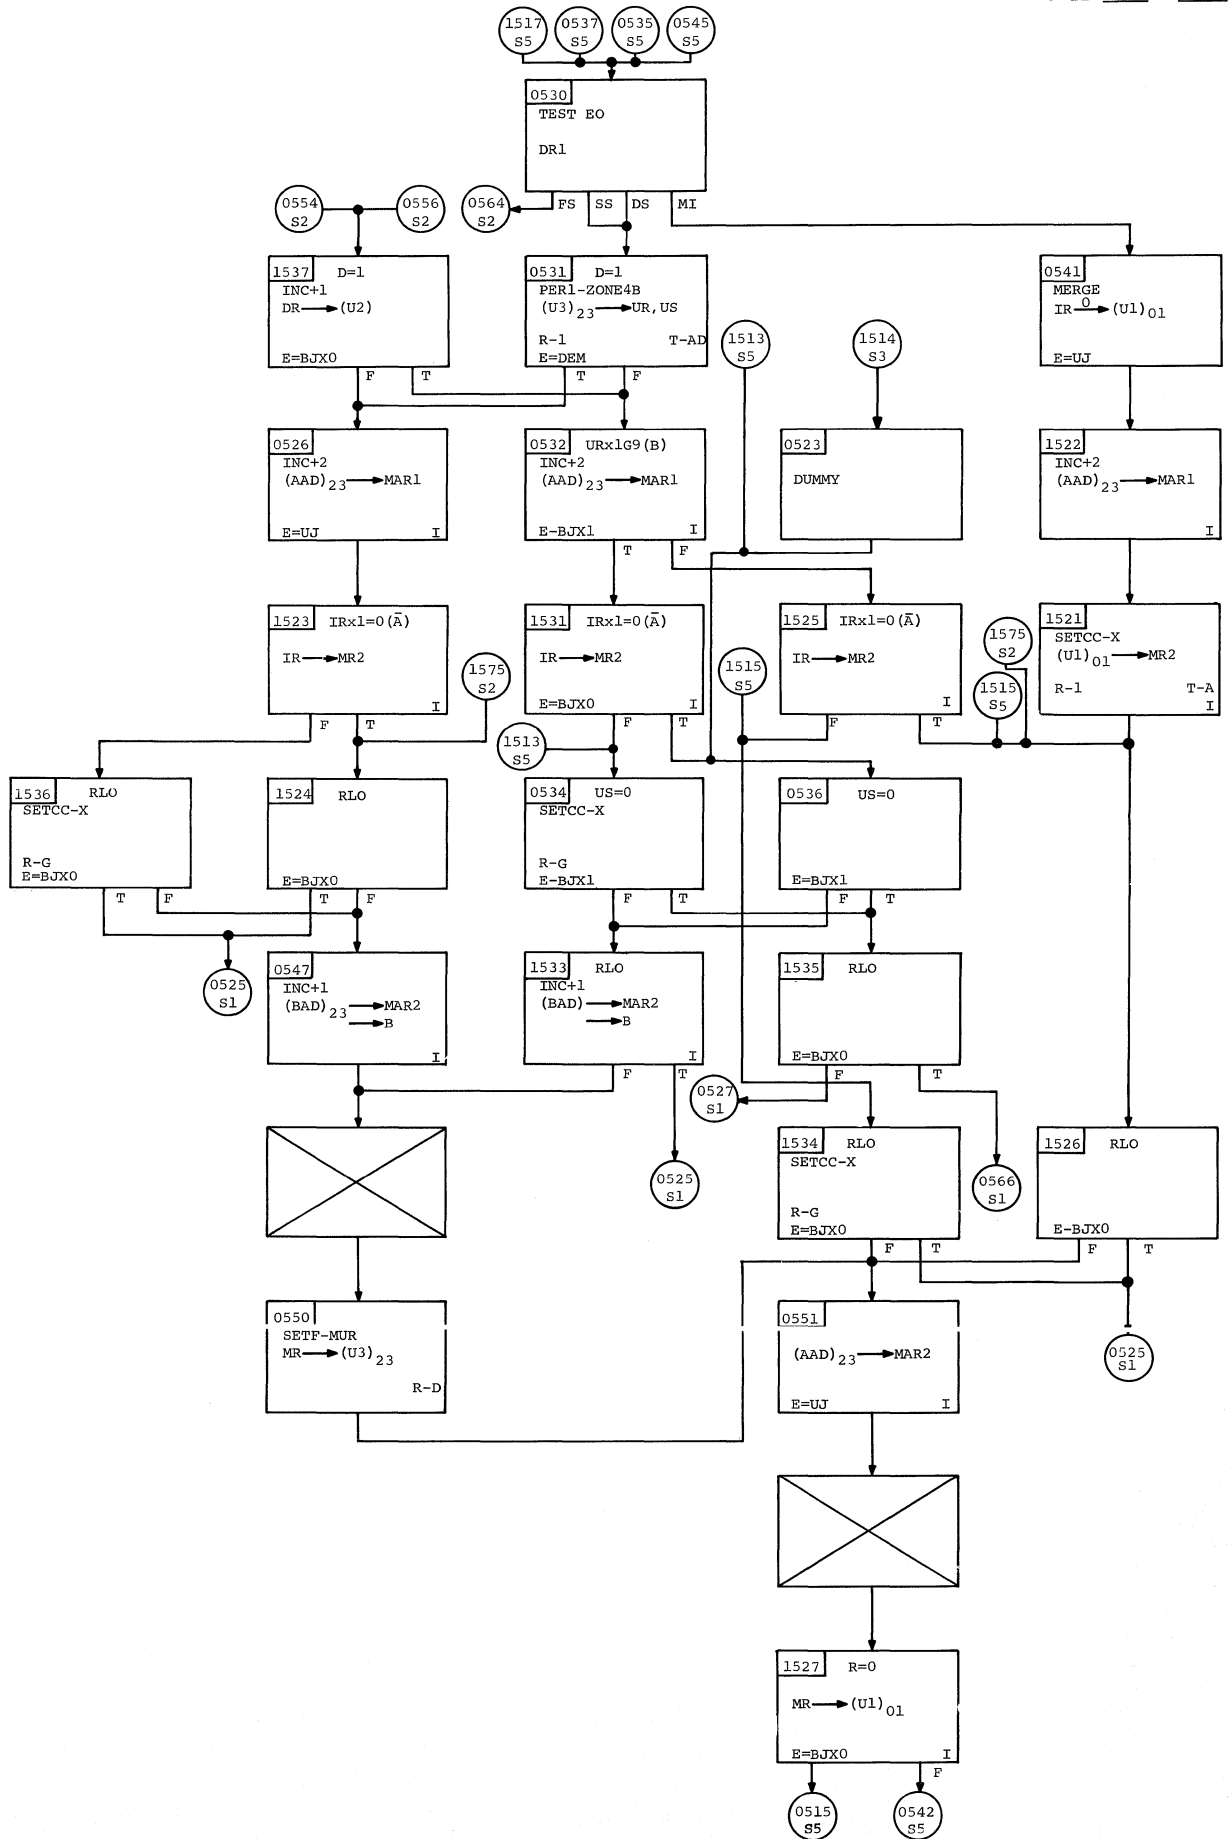 1517 S5
0537 S5
0535 S5
0545 S5
0530
TEST EO
DR1
FS
SS
DS
MI
0554 S2
0556 S2
0564 S2
1537 D=1
INC+1
DR (U2)
E=BJX0
F
T
0531 D=1
PER1-ZONE4B
(U3)23 UR,US
R-1 T-AD
E=DEM
T
F
0541
MERGE
IR 0 (U1)01
E=UJ
1513 S5
1514 S3
0526
INC+2
(AAD)23 MAR1
E=UJ I
0532 URx1G9(B)
INC+2
(AAD)23 MAR1
E-BJX1 I
T
F
0523
DUMMY
1522
INC+2
(AAD)23 MAR1
I
1523 IRx1=0(Ā)
IR MR2
I
F
T
1575 S2
1531 IRx1=0(Ā)
IR MR2
E=BJX0 I
F
T
1513 S5
1515 S5
1525 IRx1=0(Ā)
IR MR2
I
F
T
1575 S2
1515 S5
1521
SETCC-X
(U1)01 MR2
R-1 T-A
I
1536 RLO
SETCC-X
R-G
E=BJX0
T
F
1524 RLO
E=BJX0
T
F
0534 US=0
SETCC-X
R-G
E-BJX1
F
T
0536 US=0
E=BJX1
F
T
0525 S1
0547
INC+1
(BAD)23 MAR2
B
I
1533 RLO
INC+1
(BAD) MAR2
B
I
F
T
1535 RLO
E=BJX0
F
T
0527 S1
0525 S1
1534 RLO
SETCC-X
R-G
E=BJX0
F
T
0566 S1
1526 RLO
E-BJX0
F
T
0550
SETF-MUR
MR (U3)23
R-D
0551
(AAD)23 MAR2
E=UJ I
0525 S1
1527 R=0
MR (U1)01
E=BJX0 I
F
0515 S5
0542 S5